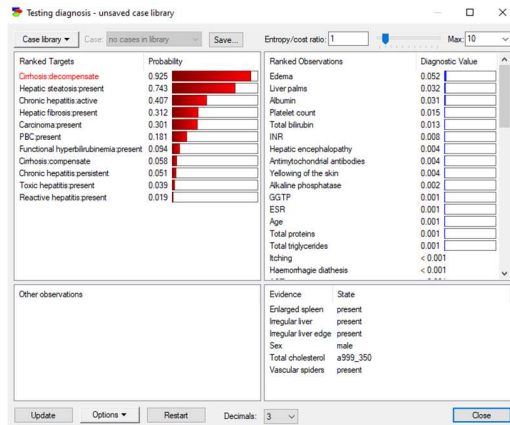 Testing diagnosis - unsaved case library
Case library Case: no cases in library Save... Entropy/cost ratio: 1 Max: 10
Ranked Targets Probability
Cirrhosis:decompensate 0.925
Hepatic steatosis:present 0.743
Chronic hepatitis:active 0.407
Hepatic fibrosis:present 0.312
Carcinoma:present 0.301
PBC:present 0.181
Functional hyperbilirubinemia:present 0.094
Cirrhosis:compensate 0.058
Chronic hepatitis:persistent 0.051
Toxic hepatitis:present 0.039
Reactive hepatitis:present 0.019
Ranked Observations Diagnostic Value
Edema 0.052
Liver palms 0.032
Albumin 0.031
Platelet count 0.015
Total bilirubin 0.013
INR 0.008
Hepatic encephalopathy 0.004
Antimytochondrial antibodies 0.004
Yellowing of the skin 0.004
Alkaline phosphatase 0.002
GGTP 0.001
ESR 0.001
Age 0.001
Total proteins 0.001
Total triglycerides 0.001
Itching < 0.001
Haemorrhagie diathesis < 0.001
Other observations
Evidence State
Enlarged spleen present
Irregular liver present
Irregular liver edge present
Sex male
Total cholesterol a999_350
Vascular spiders present
Update Options Restart Decimals: 3 Close